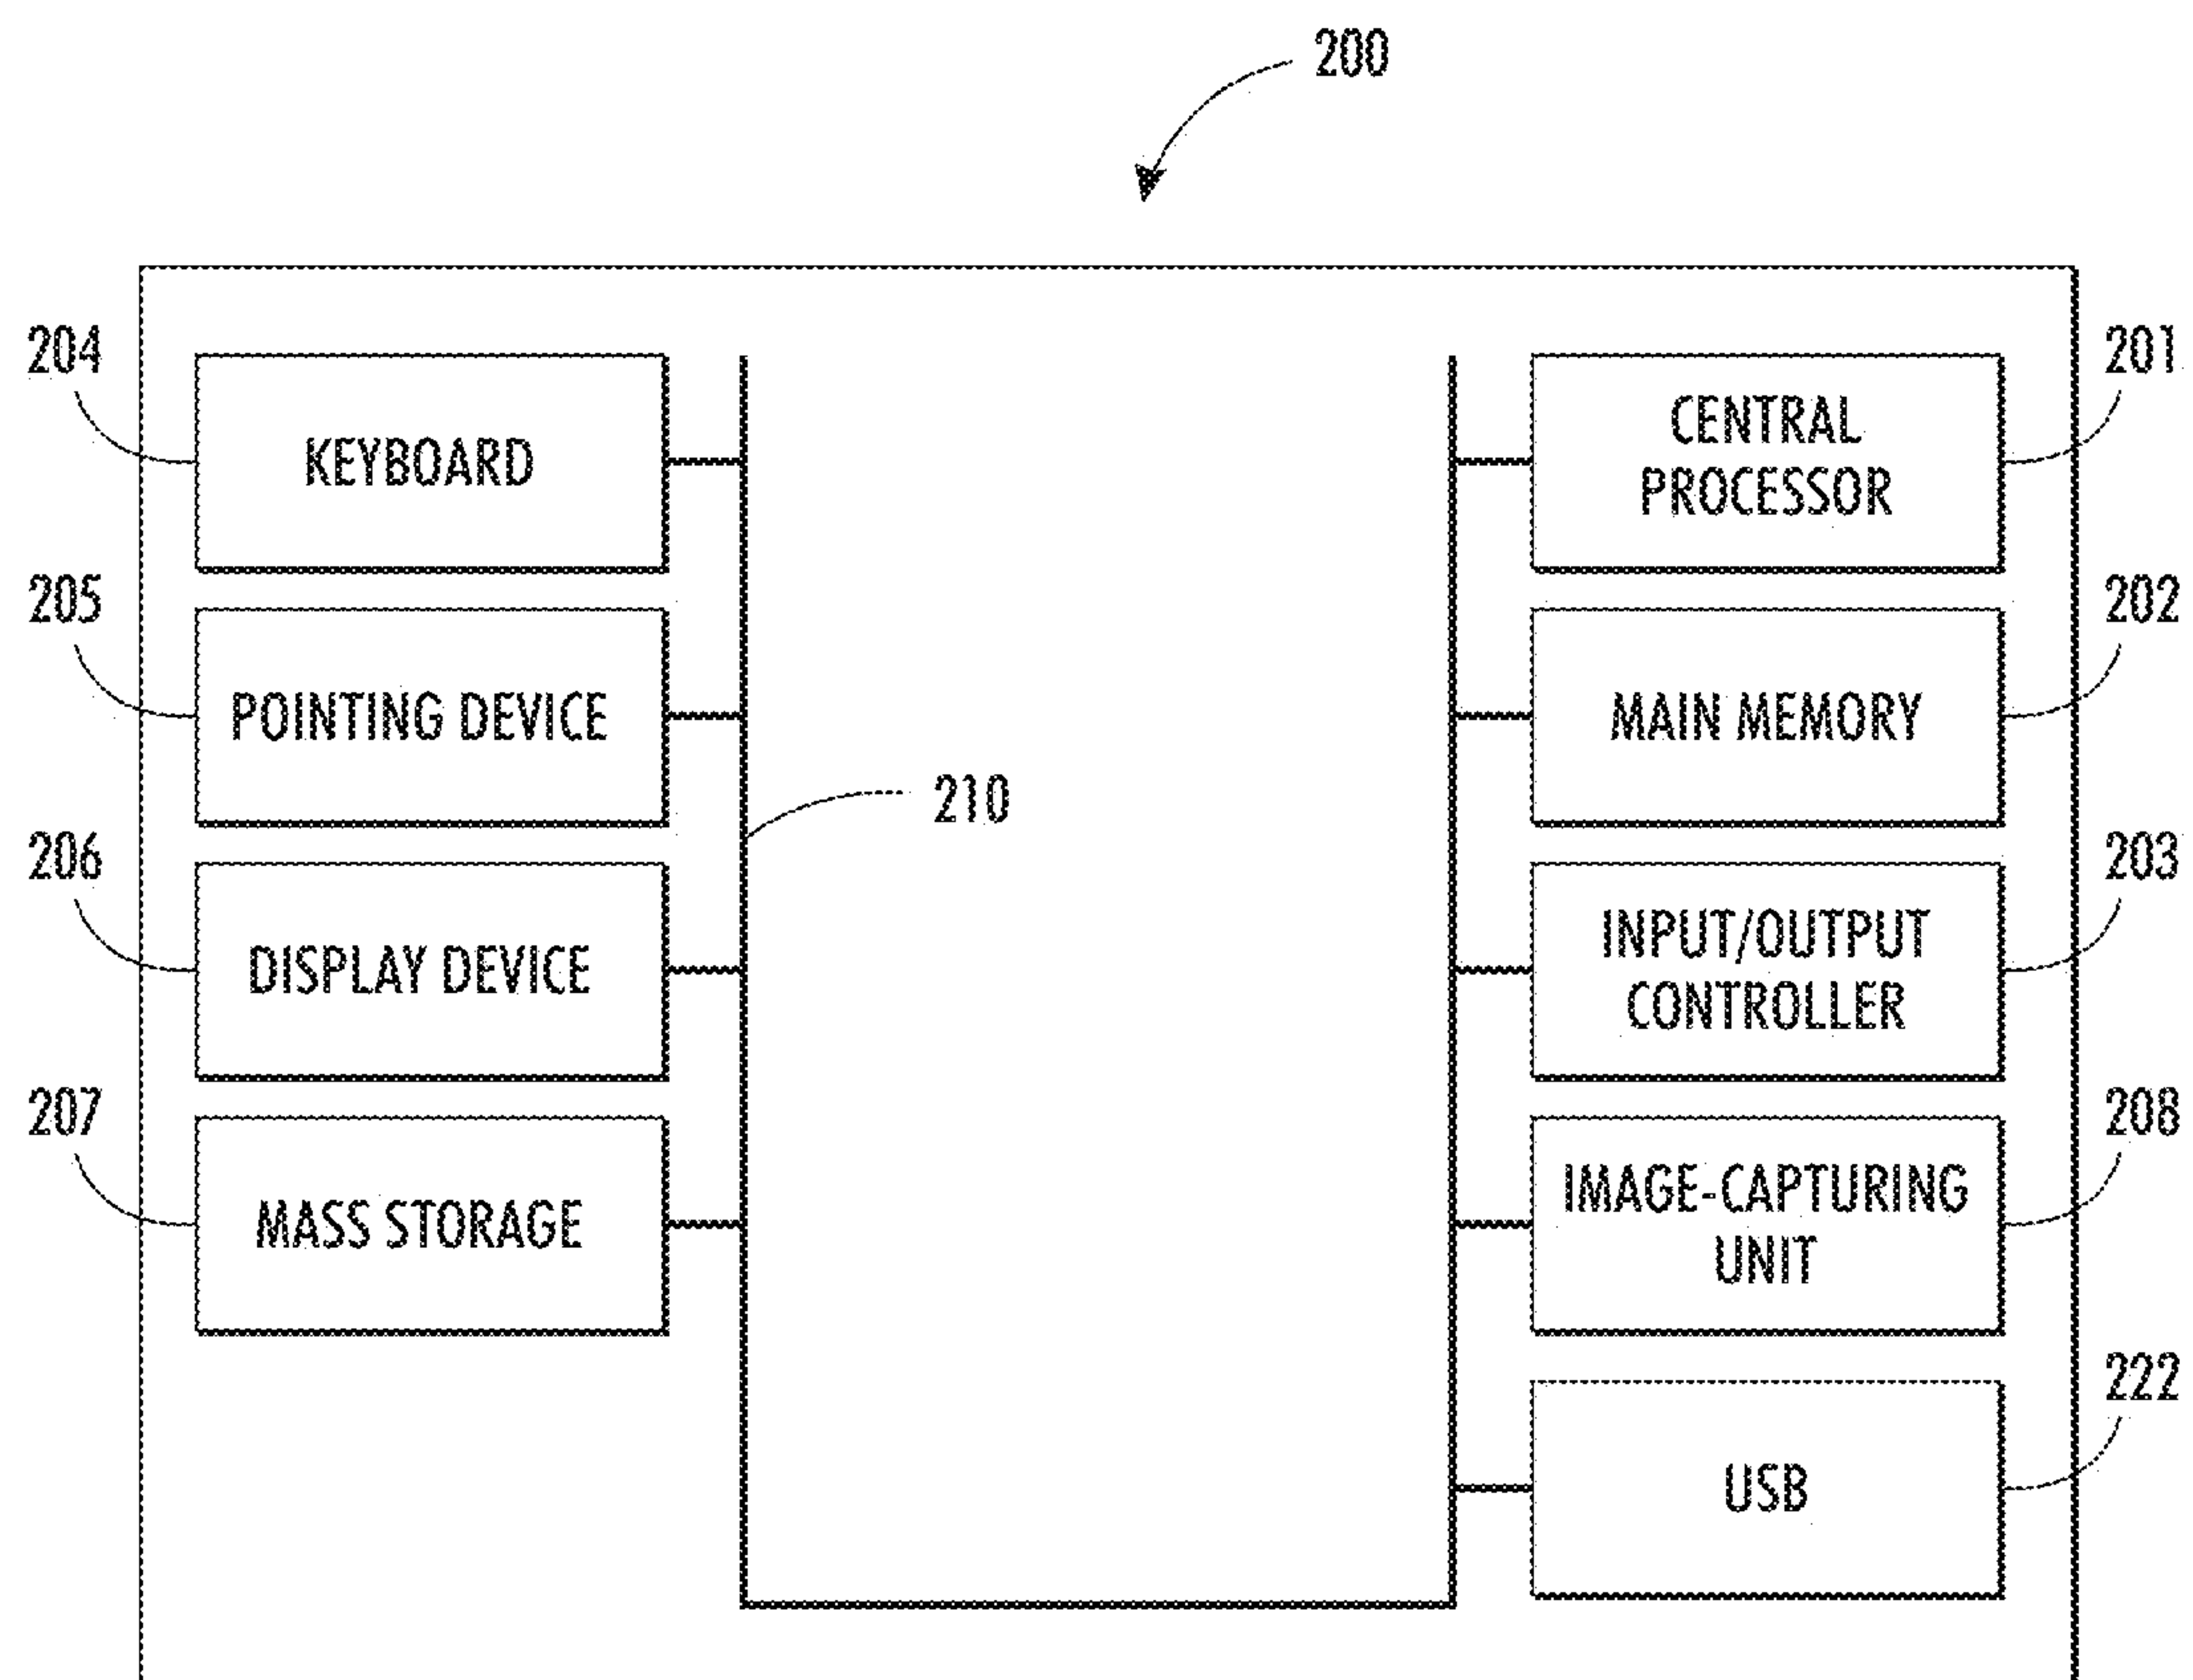 200
204
KEYBOARD
201
CENTRAL
PROCESSOR
205
POINTING DEVICE
202
MAIN MEMORY
210
206
DISPLAY DEVICE
203
INPUT/OUTPUT
CONTROLLER
207
MASS STORAGE
208
IMAGE-CAPTURING
UNIT
222
USB